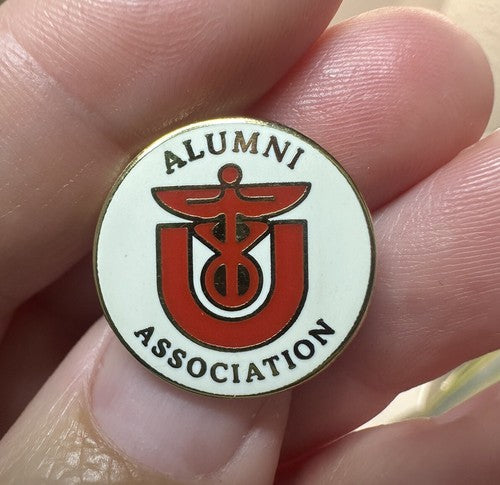 ALUMNI
U
ASSOCIATION